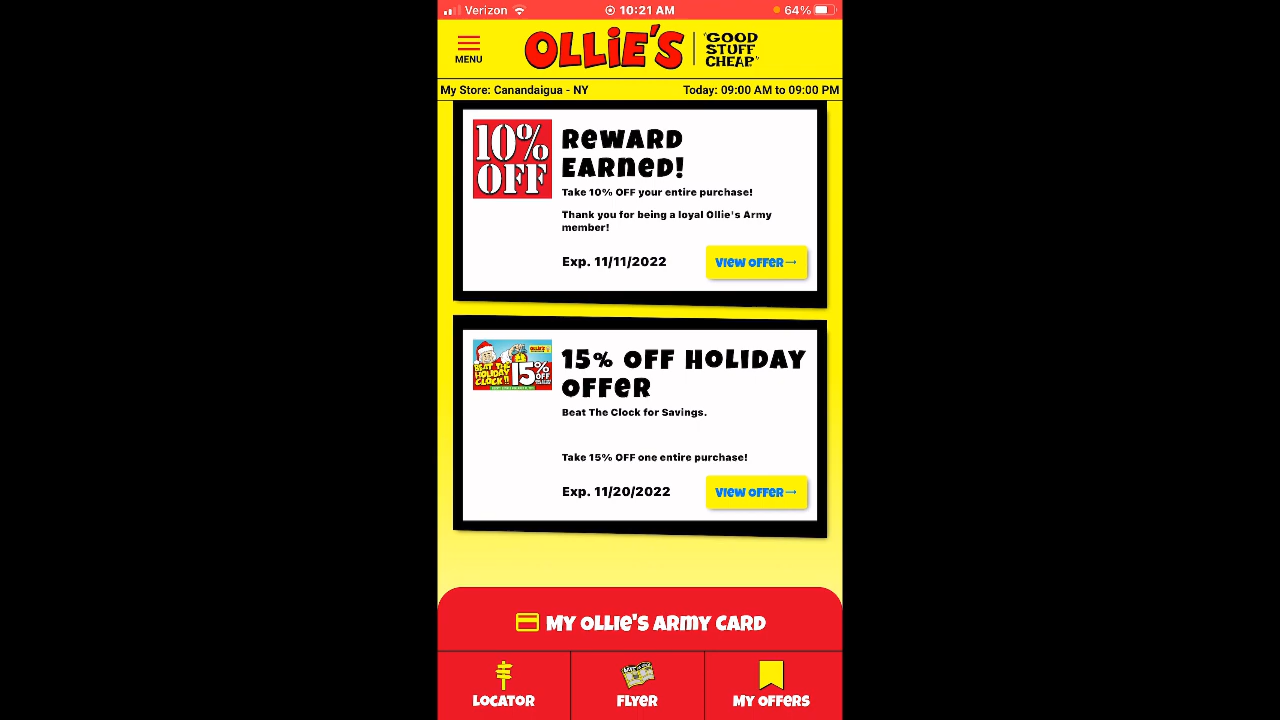 Verizon 10:21 AM 64%
MENU
OLLiE'S
"GOOD
STUFF
CHEAP"
My Store: Canandaigua - NY Today: 09:00 AM to 09:00 PM
10%
OFF
Reward
Earned!
Take 10% OFF your entire purchase!
Thank you for being a loyal Ollie's Army
member!
Exp. 11/11/2022 View Offer→
BEAT THE
HOLIDAY
CLOCK!!
15%
OFF
15% Off Holiday
Offer
Beat The Clock for Savings.
Take 15% OFF one entire purchase!
Exp. 11/20/2022 View Offer→
My Ollie's Army Card
Locator Flyer My Offers